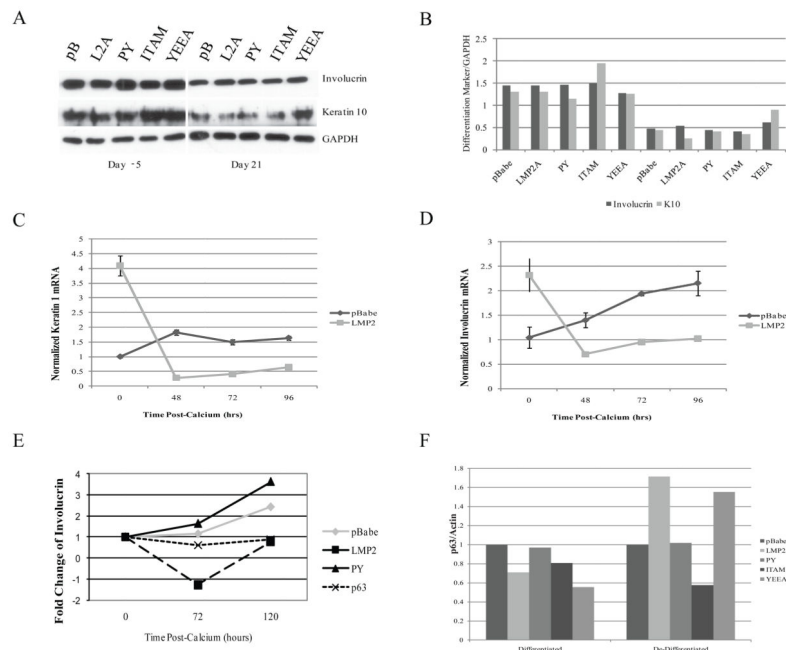 A
pB L2A PY ITAM YEEA pB L2A PY ITAM YEEA
Involucrin
Keratin 10
GAPDH
Day -5 Day 21
B
Differentiation Marker/GAPDH
2.5
2
1.5
1
0.5
0
pBabe LMP2A PY ITAM YEEA pBabe LMP2A PY ITAM YEEA
Involucrin K10
C
Normalized Keratin 1 mRNA
5
4.5
4
3.5
3
2.5
2
1.5
1
0.5
0
0 48 72 96
Time Post-Calcium (hrs)
pBabe
LMP2
D
Normalized Involucrin mRNA
3
2.5
2
1.5
1
0.5
0
0 48 72 96
Time Post-Calcium (hrs)
pBabe
LMP2
E
Fold Change of Involucrin
4
3
2
1
0
-1
-2
0 72 120
Time Post-Calcium (hours)
pBabe
LMP2
PY
p63
F
p63/Actin
1.8
1.6
1.4
1.2
1
0.8
0.6
0.4
0.2
0
Differentiated De-Differentiated
pBabe
LMP2
PY
ITAM
YEEA